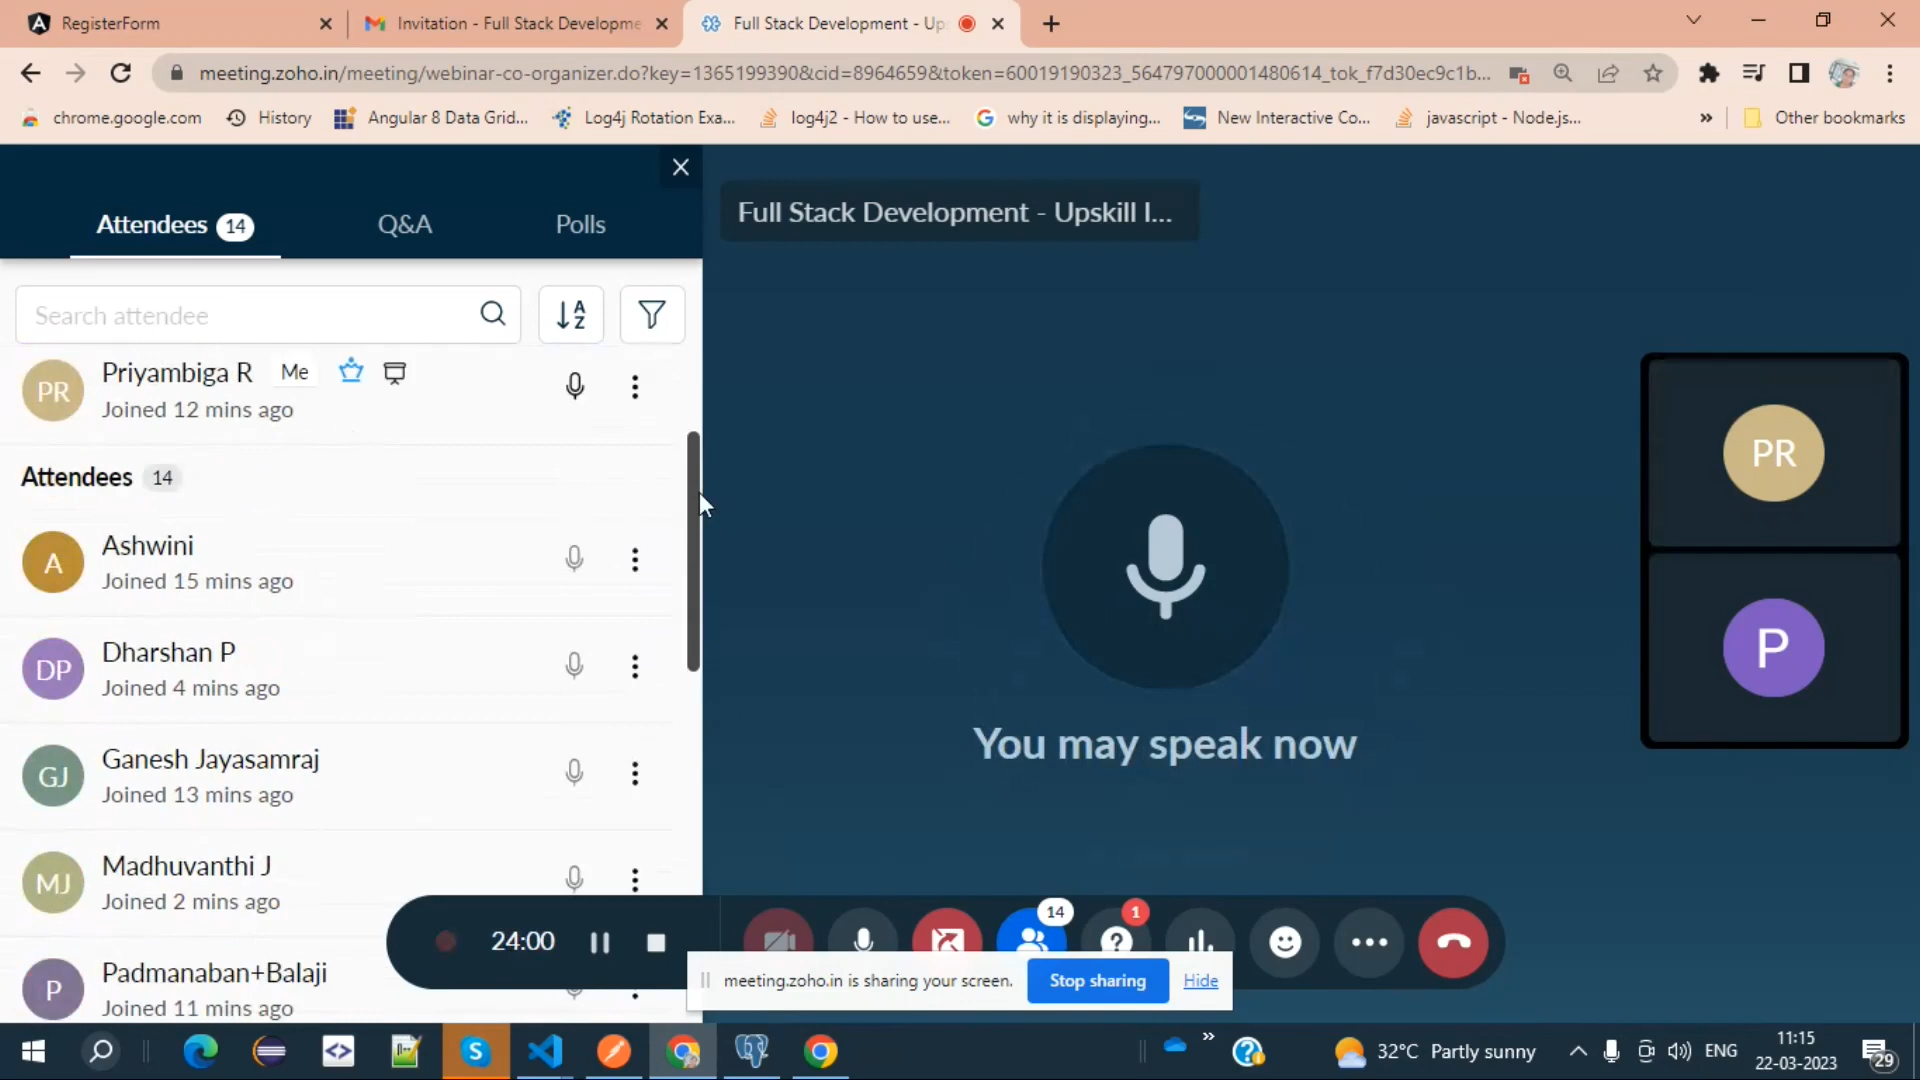 RegisterForm
Invitation - Full Stack Developme
Full Stack Development - Up
meeting.zoho.in/meeting/webinar-co-organizer.do?key=1365199390&cid=8964659&token=60019190323_564797000001480614_tok_f7d30ec9c1b...
chrome.google.com
History
Angular 8 Data Grid...
Log4j Rotation Exa...
log4j2 - How to use...
why it is displaying...
New Interactive Co...
javascript - Node.js...
»
Other bookmarks
Attendees 14
Q&A
Polls
Full Stack Development - Upskill I...
Search attendee
A
Z
PR
Priyambiga R Me
Joined 12 mins ago
Attendees 14
A
Ashwini
Joined 15 mins ago
DP
Dharshan P
Joined 4 mins ago
GJ
Ganesh Jayasamraj
Joined 13 mins ago
MJ
Madhuvanthi J
Joined 2 mins ago
P
Padmanaban+Balaji
Joined 11 mins ago
PR
P
You may speak now
24:00
14
1
meeting.zoho.in is sharing your screen.
Stop sharing
Hide
32°C Partly sunny
ENG
11:15
22-03-2023
29